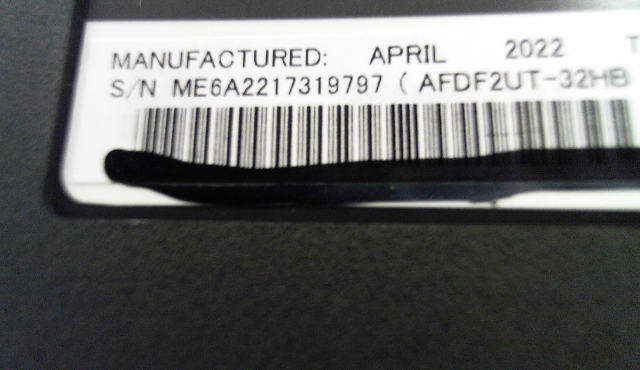 MANUFACTURED: APRIL 2022 T
S/N ME6A2217319797 ( AFDF2UT-32HB